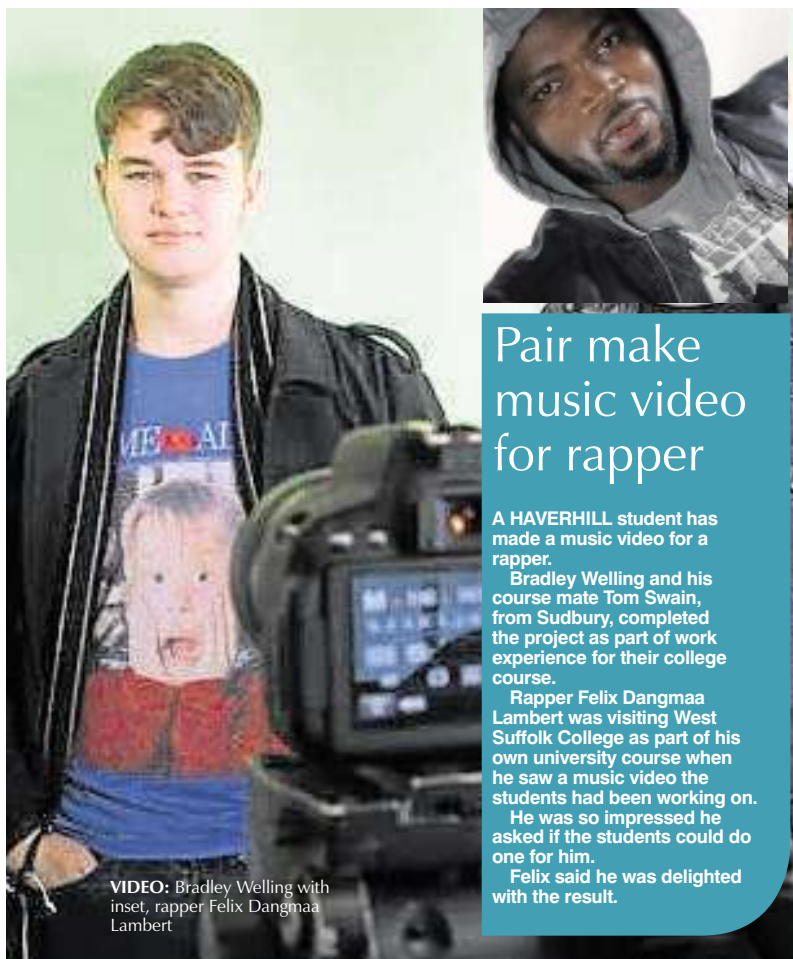 Pair make
music video
for rapper
A HAVERHILL student has
made a music video for a
rapper.
Bradley Welling and his
course mate Tom Swain,
from Sudbury, completed
the project as part of work
experience for their college
course.
Rapper Felix Dangmaa
Lambert was visiting West
Suffolk College as part of his
own university course when
he saw a music video the
students had been working on.
He was so impressed he
asked if the students could do
one for him.
Felix said he was delighted
with the result.
VIDEO: Bradley Welling with
inset, rapper Felix Dangmaa
Lambert